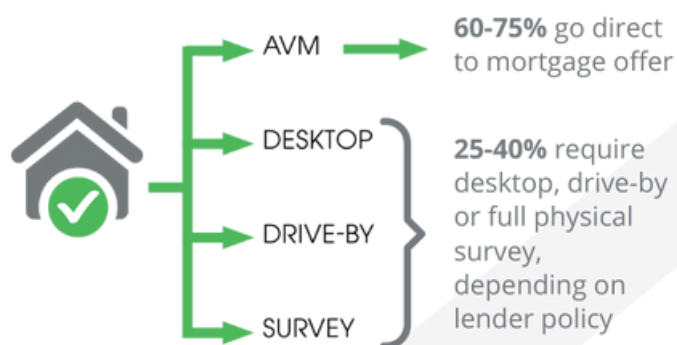 AVM
60-75% go direct
to mortgage offer
DESKTOP
DRIVE-BY
SURVEY
25-40% require
desktop, drive-by
or full physical
survey,
depending on
lender policy